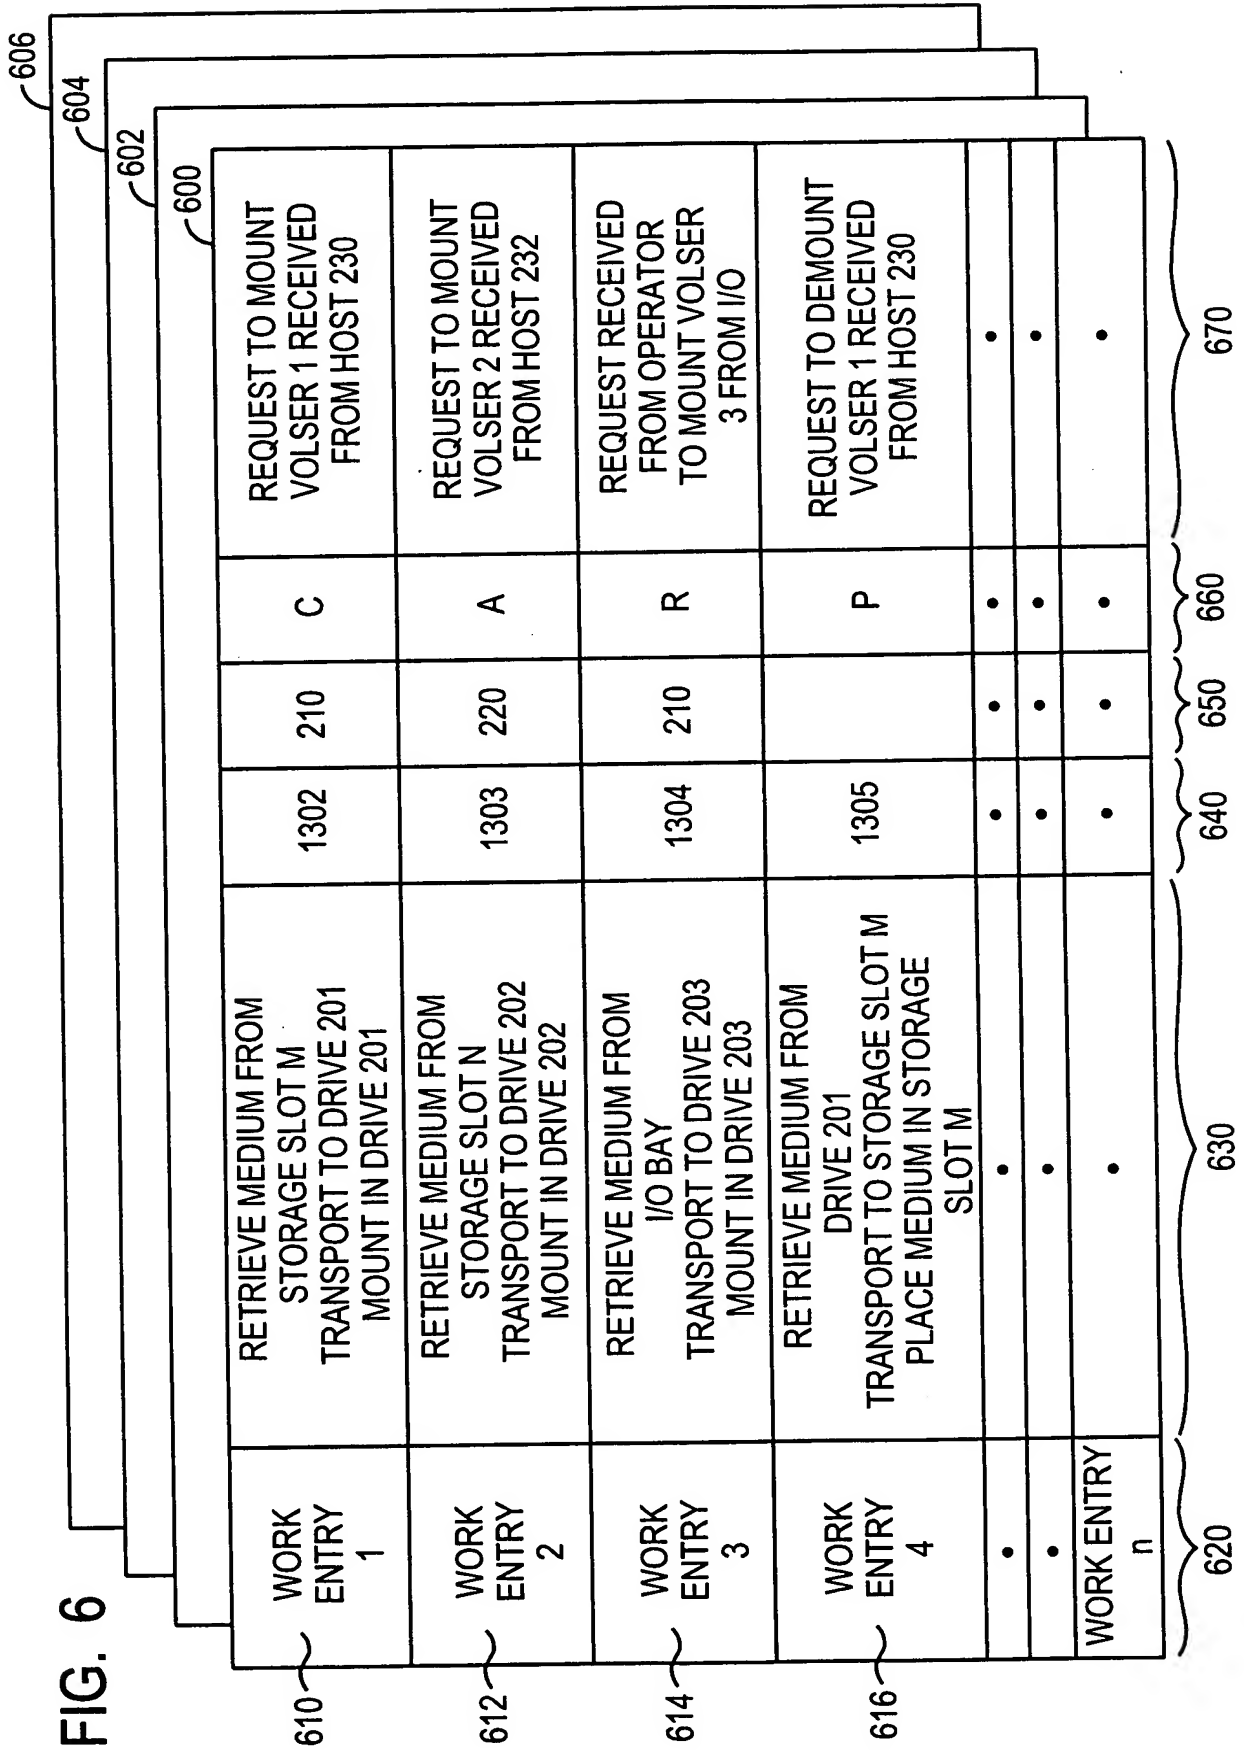 FIG. 6
606
604
602
600
610
WORK
ENTRY
1
RETRIEVE MEDIUM FROM
STORAGE SLOT M
TRANSPORT TO DRIVE 201
MOUNT IN DRIVE 201
1302
210
C
REQUEST TO MOUNT
VOLSER 1 RECEIVED
FROM HOST 230
612
WORK
ENTRY
2
RETRIEVE MEDIUM FROM
STORAGE SLOT N
TRANSPORT TO DRIVE 202
MOUNT IN DRIVE 202
1303
220
A
REQUEST TO MOUNT
VOLSER 2 RECEIVED
FROM HOST 232
614
WORK
ENTRY
3
RETRIEVE MEDIUM FROM
I/O BAY
TRANSPORT TO DRIVE 203
MOUNT IN DRIVE 203
1304
210
R
REQUEST RECEIVED
FROM OPERATOR
TO MOUNT VOLSER
3 FROM I/O
616
WORK
ENTRY
4
RETRIEVE MEDIUM FROM
DRIVE 201
TRANSPORT TO STORAGE SLOT M
PLACE MEDIUM IN STORAGE
SLOT M
1305
P
REQUEST TO DEMOUNT
VOLSER 1 RECEIVED
FROM HOST 230
WORK ENTRY
n
620
630
640
650
660
670